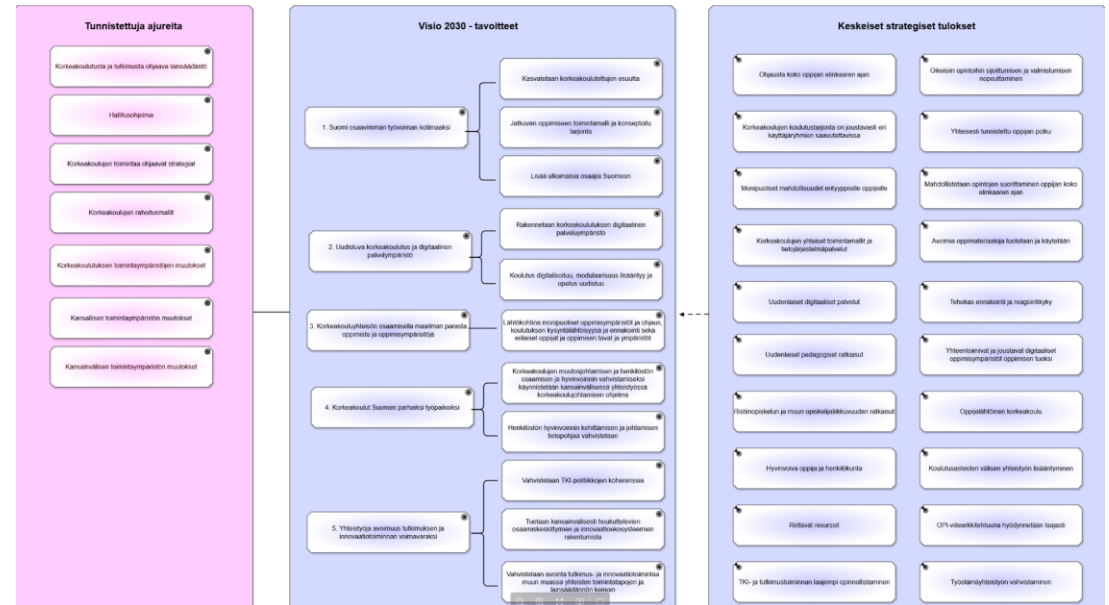 Tunnistettuja ajureita
Korkeakoulutusta ja tutkimusta ohjaava lainsäädäntö
Hallitusohjelma
Korkeakoulujen toimintaa ohjaavat strategiat
Korkeakoulujen rahoitusmallit
Korkeakoulutuksen toimintaympäristöjen muutokset
Kansallisen toimintaympäristön muutokset
Kansainvälisen toimintaympäristön muutokset
Visio 2030 - tavoitteet
1. Suomi osaavimman työvoiman kotimaaksi
Kasvatetaan korkeakoulutettujen osuutta
Jatkuvan oppimiseen toimintamalli ja konseptoitu
tarjonta
Lisää ulkomaisia osaajia Suomeen
2. Uudistuva korkeakoulutus ja digitaalinen
palvelympäristö
Rakennetaan korkeakoulutuksen digitaalinen
palveluympäristö
Koulutus digitalisoituu, modulaarisuus lisääntyy ja
opetus uudistuu
3. Korkeakouluyhteisön osaamisella maailman parasta
oppimista ja oppimisympäristöjä
Lähtökohtina monipuoliset oppimisympäristöt ja ohjaus,
koulutuksen kysyntälähtöisyys ja ennakointi sekä
erilaiset oppijat ja oppimisen tavat ja ympäristöt
4. Korkeakoulut Suomen parhaiksi työpaikoiksi
Korkeakoulujen muutosjohtamisen ja henkilöstön
osaamisen ja hyvinvoinnin vahvistamiseksi
käynnistetään kansainvälisessä yhteistyössä
korkeakoulujohtamisen ohjelma
Henkilöstön hyvinvoinnin kehittämisen ja johtamisen
tietopohjaa vahvistetaan
5. Yhteistyö ja avoimuus tutkimuksen ja
innovaatiotoiminnan voimavaraksi
Vahvistetaan TKI-politiikkojen koherenssia
Tuetaan kansainvälisesti houkuttelevien
osaamiskeskittymien ja innovaatioekosysteemien
rakentumista
Vahvistetaan avointa tutkimus- ja innovaatiotoimintaa
muun muassa yhteisten toimintatapojen ja
lainsäädännön keinoin
Keskeiset strategiset tulokset
Ohjausta koko oppijan elinkaaren ajan
Oikeisiin opintoihin sijoittumisen ja valmistumisen
nopeuttaminen
Korkeakoulujen koulutustarjonta on joustavasti eri
käyttäjäryhmien saavutettavissa
Yhteisesti tunnistettu oppijan polku
Monipuoliset mahdollisuudet erityyppisille oppijoille
Mahdollistetaan opintojen suorittaminen oppijan koko
elinkaaren ajan
Korkeakoulujen yhteiset toimintamallit ja
tietojärjestelmäpalvelut
Avoimia oppimateriaaleja tuotetaan ja käytetään
Uudenlaiset digitaaliset palvelut
Tehokas ennakointi ja reagointikyky
Uudenlaiset pedagogiset ratkaisut
Yhteentoimivat ja joustavat digitaaliset
oppimisympäristöt oppimisen tueksi
Ristiinopiskelun ja muun opiskelijaliikkuvuuden ratkaisut
Oppijalähtöinen korkeakoulu
Hyvinvoiva oppija ja henkilökunta
Koulutusasteiden välisen yhteistyön lisääntyminen
Riittävät resurssit
OPI-viitearkkitehtuuria hyödynnetään laajasti
TKI- ja tutkimustoiminnan laajempi opinnollistaminen
Työelämäyhteistyön vahvistaminen